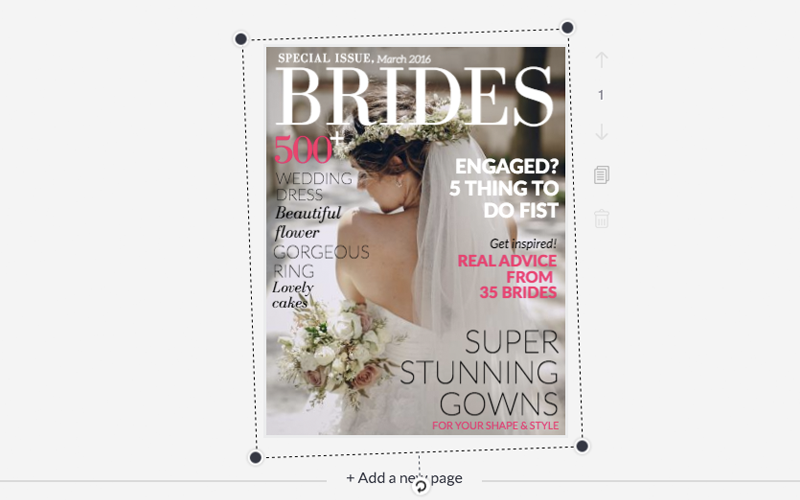 SPECIAL ISSUE, March 2016
BRIDES
500+
WEDDING
DRESS
Beautiful
flower
GORGEOUS
RING
Lovely
cakes
ENGAGED?
5 THING TO
DO FIST
Get inspired!
REAL ADVICE
FROM
35 BRIDES
SUPER
STUNNING
GOWNS
FOR YOUR SHAPE & STYLE
1
+ Add a new page